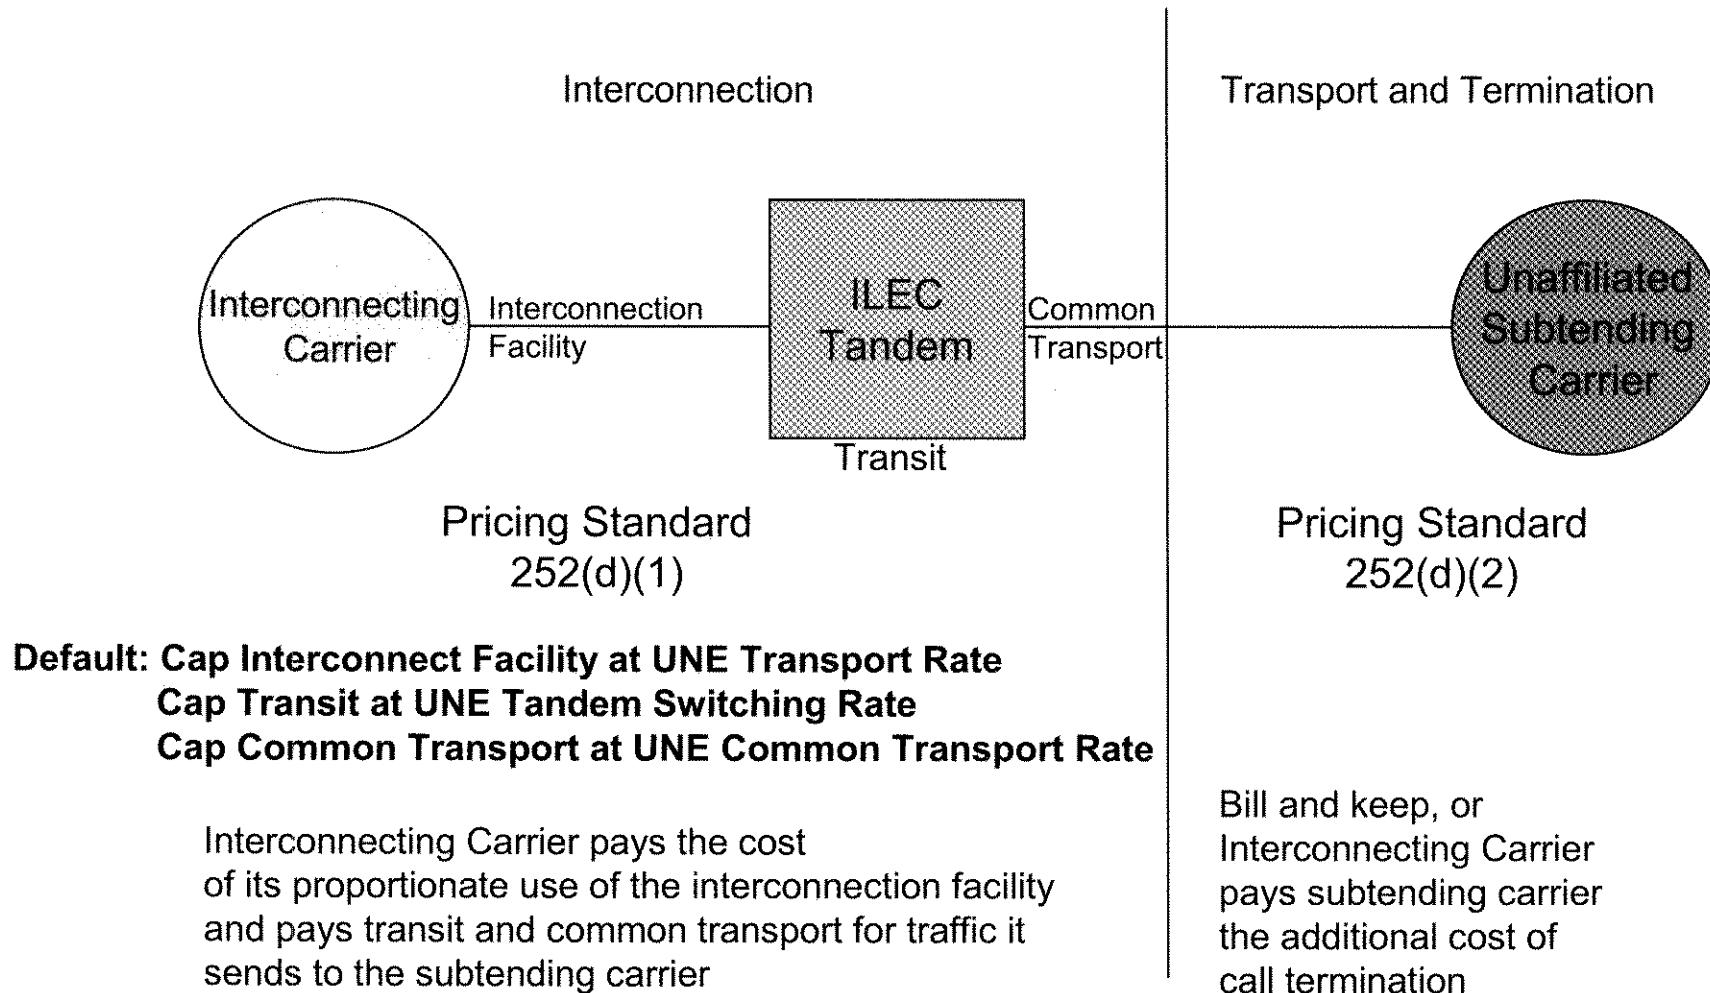 Interconnection
Transport and Termination
Interconnecting
Carrier
Interconnection
Facility
ILEC
Tandem
Transit
Common
Transport
Unaffiliated
Subtending
Carrier
Pricing Standard
252(d)(1)
Pricing Standard
252(d)(2)
Default: Cap Interconnect Facility at UNE Transport Rate
Cap Transit at UNE Tandem Switching Rate
Cap Common Transport at UNE Common Transport Rate
Interconnecting Carrier pays the cost
of its proportionate use of the interconnection facility
and pays transit and common transport for traffic it
sends to the subtending carrier
Bill and keep, or
Interconnecting Carrier
pays subtending carrier
the additional cost of
call termination